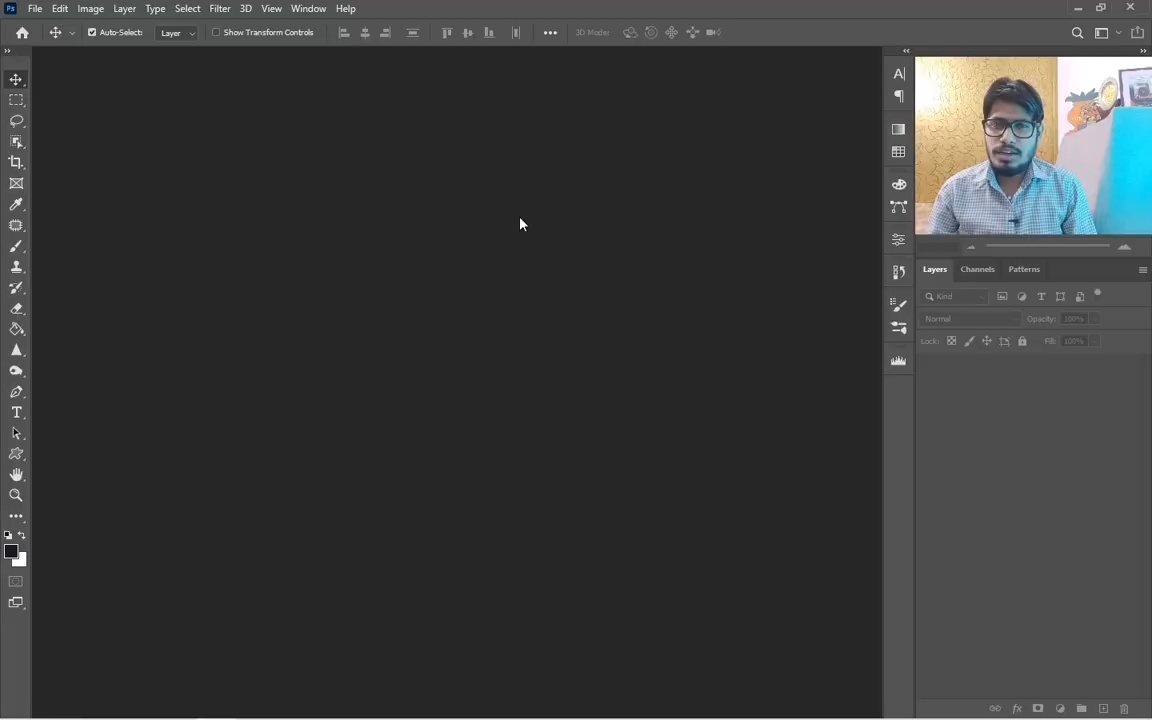 Ps File Edit Image Layer Type Select Filter 3D View Window Help
Auto-Select: Layer Show Transform Controls 3D Mode:
Layers Channels Patterns
Kind
Normal Opacity: 100%
Lock: Fill: 100%